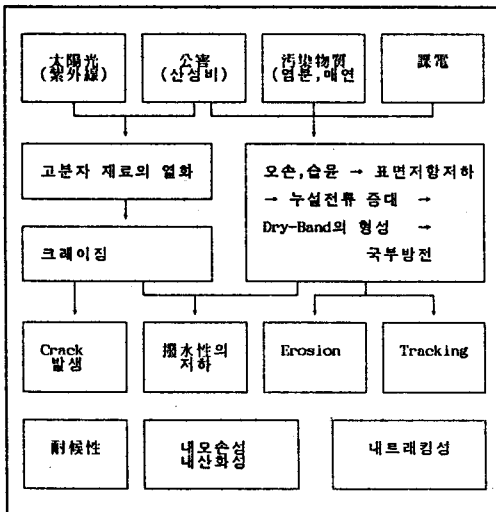 太陽光
(紫外線)
公害
(산성비)
汚染物質
(염분,매연
課電
고분자 재료의 열화
오손,습윤 → 표면저항저하
→ 누설전류 증대 →
Dry-Band의 형성 →
국부방전
크레이징
Crack
발생
撥水性의
저하
Erosion
Tracking
耐候性
내오손성
내산화성
내트래킹성